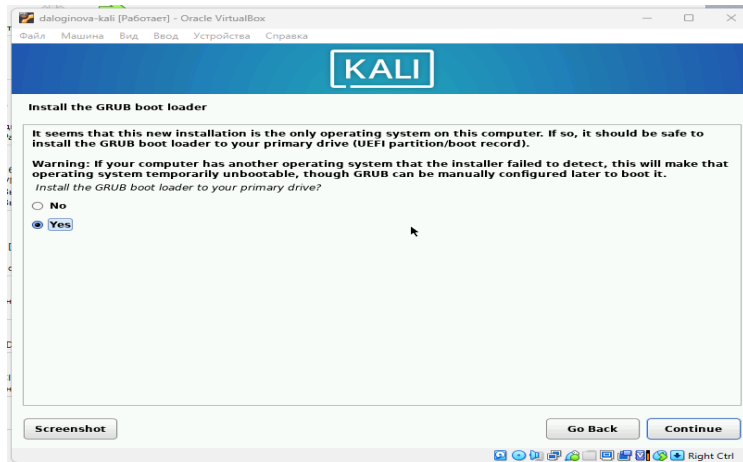 daloginova-kali [Работает] - Oracle VirtualBox
Файл Машина Вид Ввод Устройства Справка
KALI
Install the GRUB boot loader
It seems that this new installation is the only operating system on this computer. If so, it should be safe to
install the GRUB boot loader to your primary drive (UEFI partition/boot record).
Warning: If your computer has another operating system that the installer failed to detect, this will make that
operating system temporarily unbootable, though GRUB can be manually configured later to boot it.
Install the GRUB boot loader to your primary drive?
No
Yes
Screenshot Go Back Continue
Right Ctrl